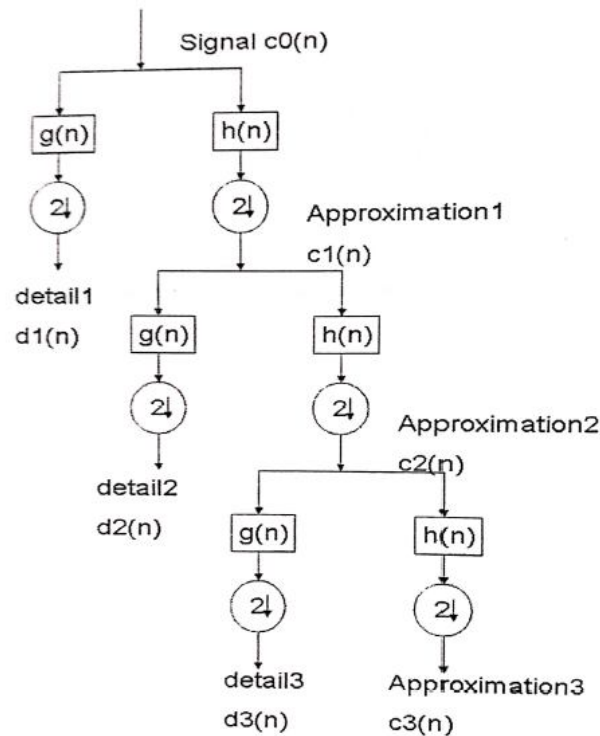 Signal c0(n)
g(n)
h(n)
2↓
2↓
Approximation1
c1(n)
detail1
d1(n)
g(n)
h(n)
2↓
2↓
Approximation2
c2(n)
detail2
d2(n)
g(n)
h(n)
2↓
2↓
detail3
d3(n)
Approximation3
c3(n)